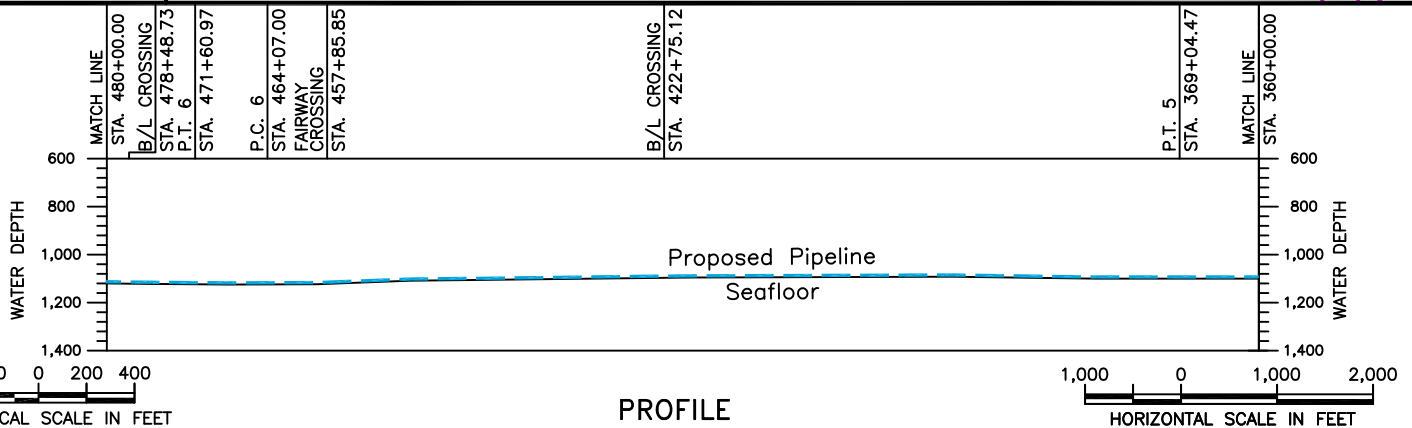 MATCH LINE
STA. 480+00.00
B/L CROSSING
STA. 478+48.73
P.T. 6
STA. 471+60.97
P.C. 6
STA. 464+07.00
FAIRWAY
CROSSING
STA. 457+85.85
B/L CROSSING
STA. 422+75.12
P.T. 5
STA. 369+04.47
MATCH LINE
STA. 360+00.00
600
800
1,000
1,200
1,400
WATER DEPTH
Proposed Pipeline
Seafloor
600
800
1,000
1,200
1,400
WATER DEPTH
0 0 200 400
CAL SCALE IN FEET
PROFILE
1,000 0 1,000 2,000
HORIZONTAL SCALE IN FEET